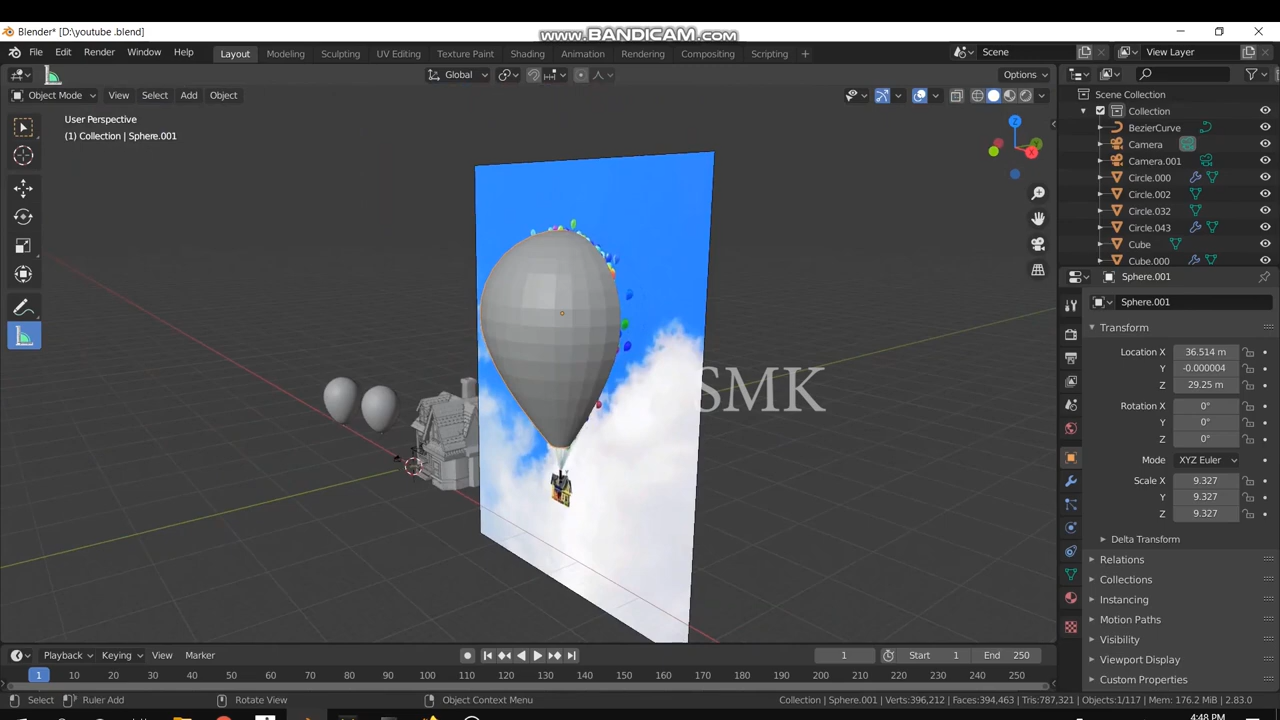 Blender* [D:\youtube .blend]
www.BANDICAM.com
File Edit Render Window Help
Layout Modeling Sculpting UV Editing Texture Paint Shading Animation Rendering Compositing Scripting +
Scene
View Layer
Global
Options
Object Mode View Select Add Object
User Perspective
(1) Collection | Sphere.001
Z
X
SMK
Scene Collection
Collection
BezierCurve
Camera
Camera.001
Circle.000
Circle.002
Circle.032
Circle.043
Cube
Cube.000
Sphere.001
Sphere.001
Transform
Location X 36.514 m
Y -0.000004
Z 29.25 m
Rotation X 0°
Y 0°
Z 0°
Mode XYZ Euler
Scale X 9.327
Y 9.327
Z 9.327
Delta Transform
Relations
Collections
Instancing
Motion Paths
Visibility
Viewport Display
Custom Properties
Playback Keying View Marker
1
Start 1
End 250
1 10 20 30 40 50 60 70 80 90 100 110 120 130 140 150 160 170 180 190 200 210 220 230 240 250
Select Ruler Add Rotate View Object Context Menu
Collection | Sphere.001 | Verts:396,212 | Faces:394,463 | Tris:787,321 | Objects:1/117 | Mem: 176.2 MiB | 2.83.0
4:48 PM